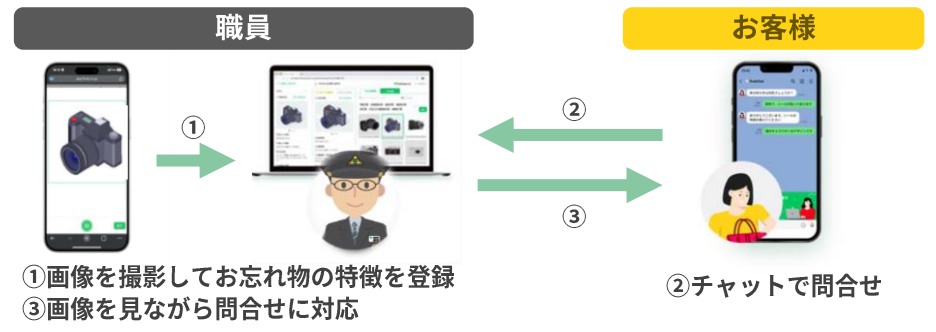 職員
お客様
①
②
③
①画像を撮影してお忘れ物の特徴を登録
③画像を見ながら問合せに対応
②チャットで問合せ